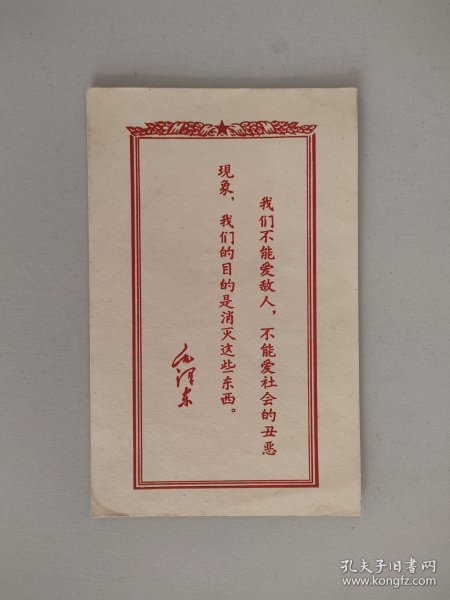 我们不能爱敌人，不能爱社会的丑恶
现象，我们的目的是消灭这些东西。
毛泽东
孔夫子旧书网
www.kongfz.com